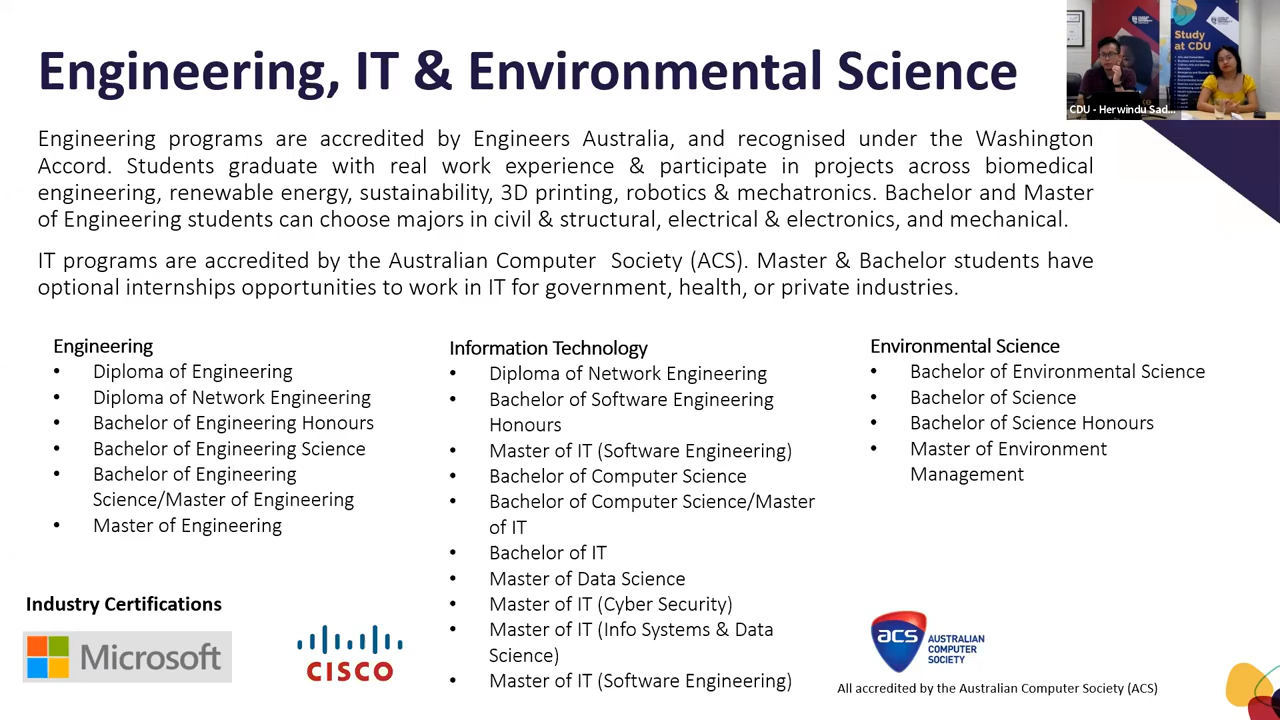 Engineering, IT & Environmental Science
Study
at CDU
CDU - Herwindu Sad...
Engineering programs are accredited by Engineers Australia, and recognised under the Washington
Accord. Students graduate with real work experience & participate in projects across biomedical
engineering, renewable energy, sustainability, 3D printing, robotics & mechatronics. Bachelor and Master
of Engineering students can choose majors in civil & structural, electrical & electronics, and mechanical.
IT programs are accredited by the Australian Computer Society (ACS). Master & Bachelor students have
optional internships opportunities to work in IT for government, health, or private industries.
Engineering
• Diploma of Engineering
• Diploma of Network Engineering
• Bachelor of Engineering Honours
• Bachelor of Engineering Science
• Bachelor of Engineering
Science/Master of Engineering
• Master of Engineering
Information Technology
• Diploma of Network Engineering
• Bachelor of Software Engineering
Honours
• Master of IT (Software Engineering)
• Bachelor of Computer Science
• Bachelor of Computer Science/Master
of IT
• Bachelor of IT
• Master of Data Science
• Master of IT (Cyber Security)
• Master of IT (Info Systems & Data
Science)
• Master of IT (Software Engineering)
Environmental Science
• Bachelor of Environmental Science
• Bachelor of Science
• Bachelor of Science Honours
• Master of Environment
Management
Industry Certifications
Microsoft
CISCO
acs
AUSTRALIAN
COMPUTER
SOCIETY
All accredited by the Australian Computer Society (ACS)